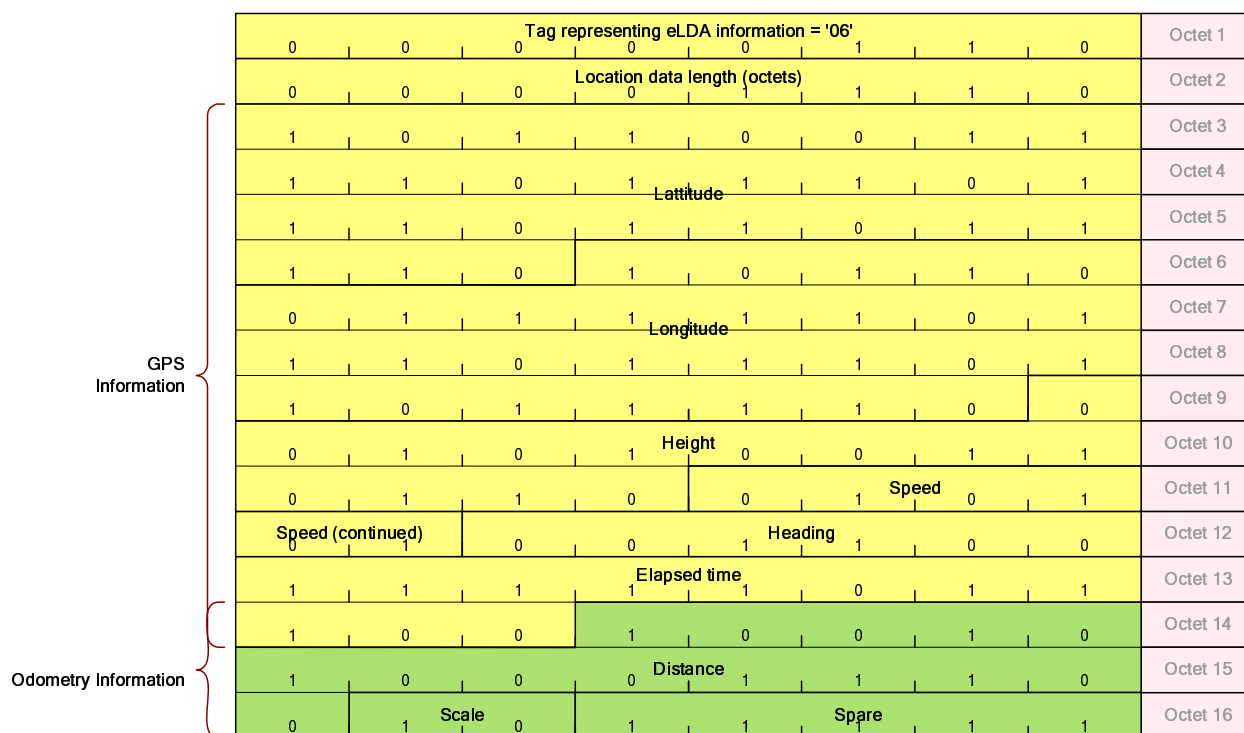 Tag representing eLDA information = '06'
0 0 0 0 0 1 1 0 Octet 1
Location data length (octets)
0 0 0 0 1 1 1 0 Octet 2
1 0 1 1 0 0 1 1 Octet 3
1 1 0 1 1 1 0 1 Octet 4
Lattitude
1 1 0 1 1 0 1 1 Octet 5
1 1 0 1 0 1 1 0 Octet 6
0 1 1 1 1 1 0 1 Octet 7
Longitude
1 1 0 1 1 1 0 1 Octet 8
GPS
Information
1 0 1 1 1 1 0 0 Octet 9
Height
0 1 0 1 0 0 1 1 Octet 10
Speed
0 1 1 0 0 1 0 1 Octet 11
Speed (continued) Heading
0 1 0 0 1 1 0 0 Octet 12
Elapsed time
1 1 1 1 1 0 1 1 Octet 13
1 0 0 1 0 0 1 0 Octet 14
Odometry Information
Distance
1 0 0 0 1 1 1 0 Octet 15
Scale Spare
0 1 0 1 1 1 1 1 Octet 16